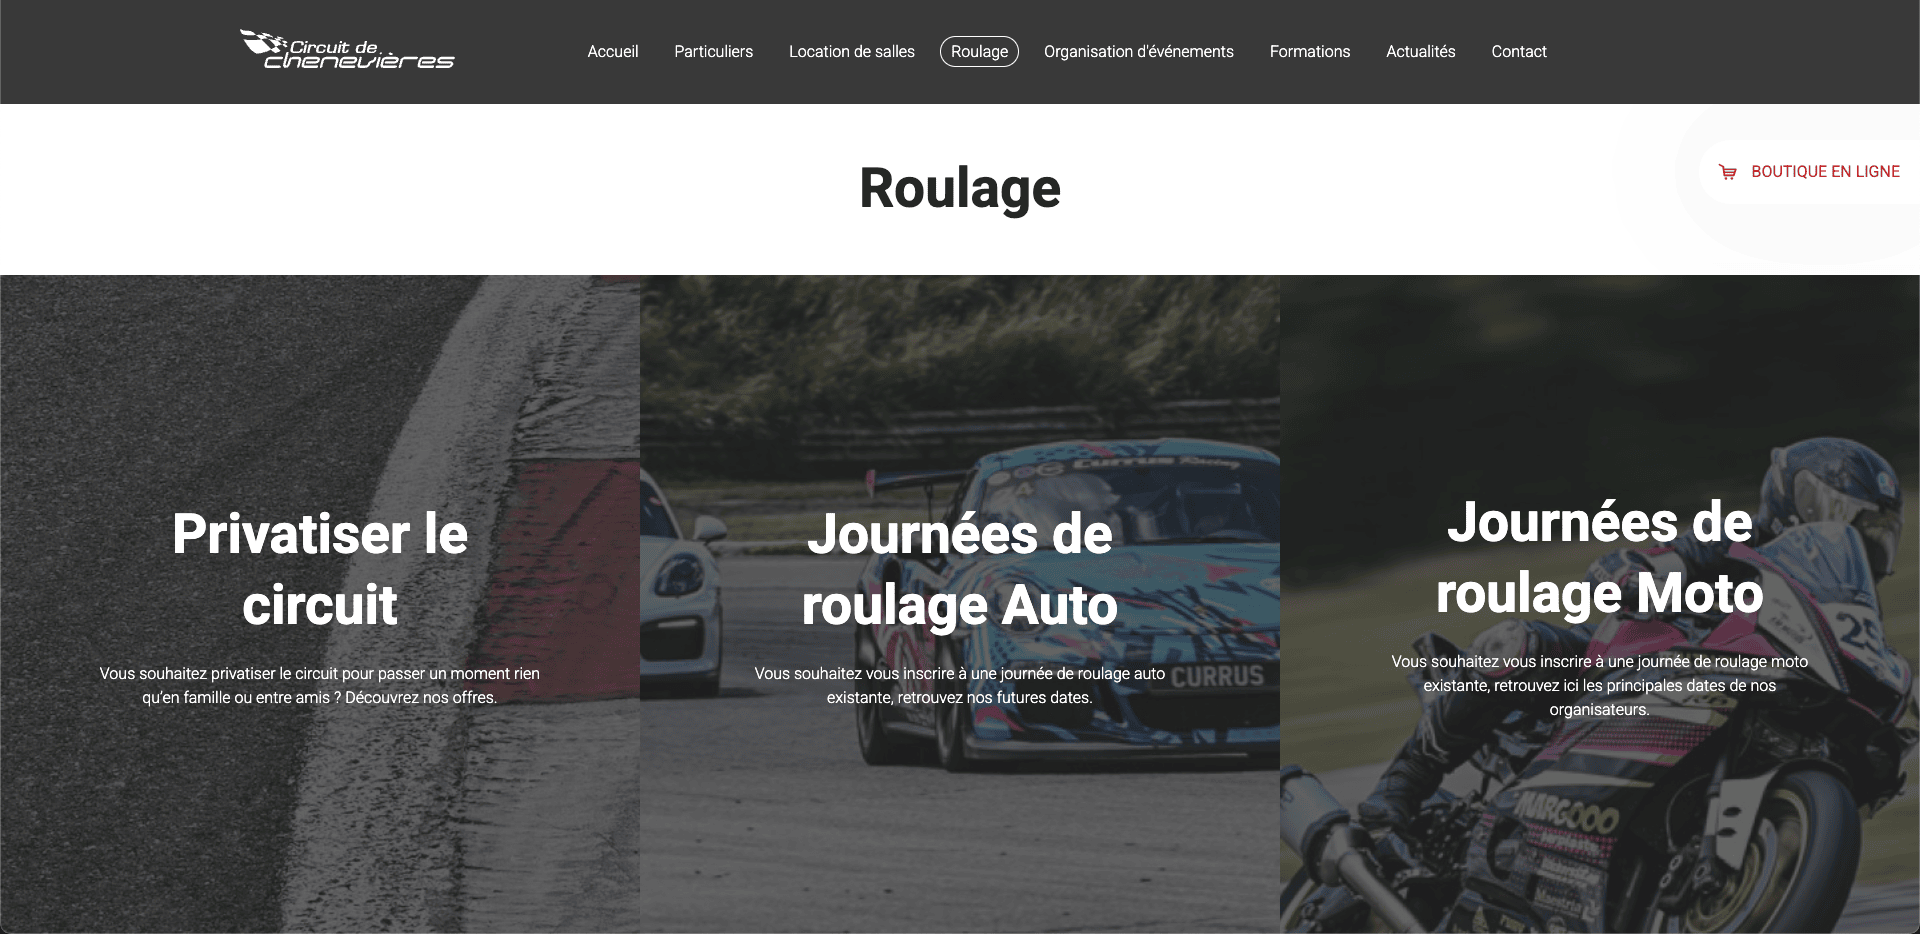 Circuit de
chenevières
Accueil
Particuliers
Location de salles
Roulage
Organisation d'événements
Formations
Actualités
Contact
Roulage
BOUTIQUE EN LIGNE
Privatiser le
circuit
Vous souhaitez privatiser le circuit pour passer un moment rien
qu’en famille ou entre amis ? Découvrez nos offres.
Currus Racing
CURRUS
Journées de
roulage Auto
Vous souhaitez vous inscrire à une journée de roulage auto
existante, retrouvez nos futures dates.
Journées de
roulage Moto
Vous souhaitez vous inscrire à une journée de roulage moto
existante, retrouvez ici les principales dates de nos
organisateurs.
MARGOOO